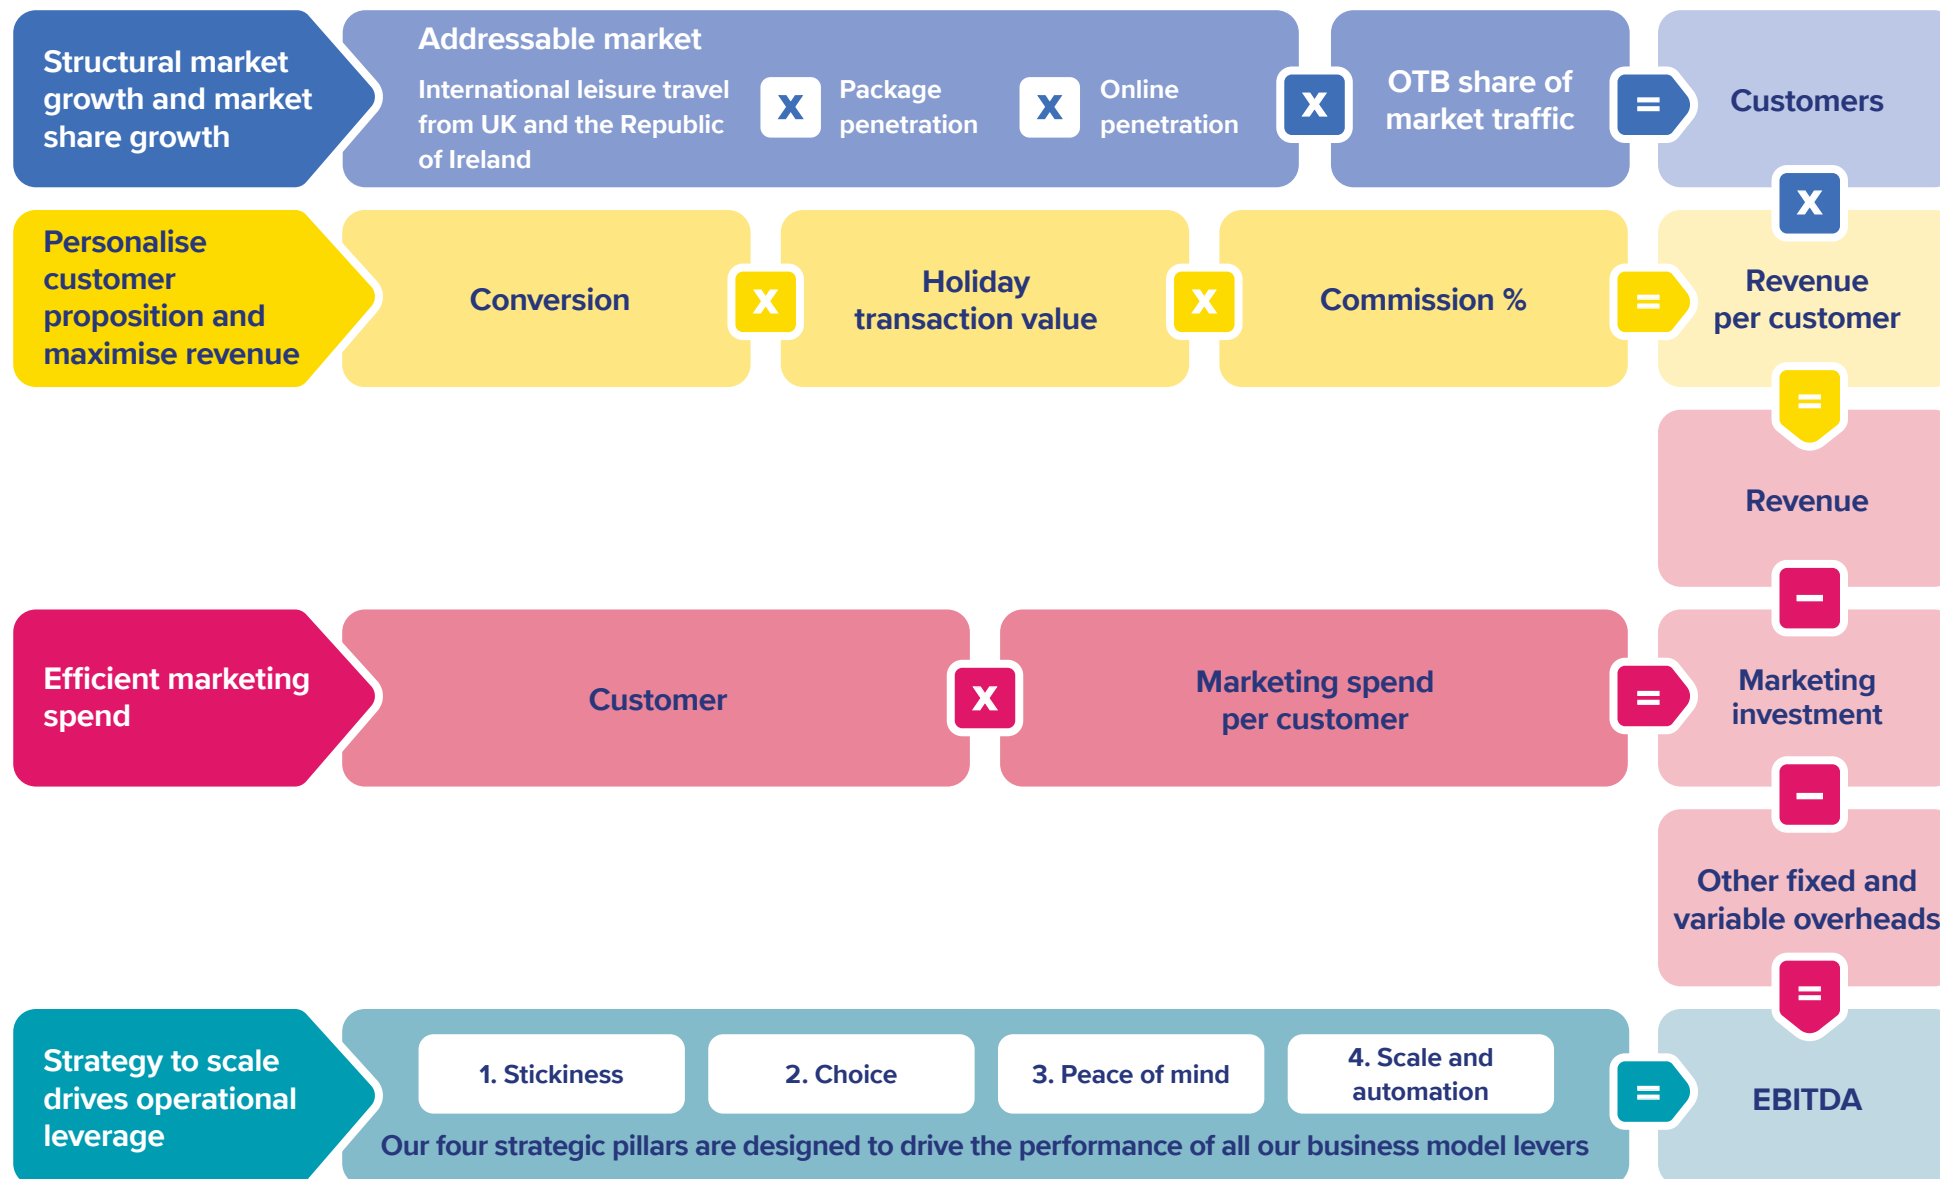 Structural market
growth and market
share growth
Addressable market
International leisure travel
from UK and the Republic
of Ireland
x
Package
penetration
x
Online
penetration
x
OTB share of
market traffic
=
Customers
x
Personalise
customer
proposition and
maximise revenue
Conversion
x
Holiday
transaction value
x
Commission %
=
Revenue
per customer
=
Revenue
–
Efficient marketing
spend
Customer
x
Marketing spend
per customer
=
Marketing
investment
–
Other fixed and
variable overheads
=
Strategy to scale
drives operational
leverage
1. Stickiness
2. Choice
3. Peace of mind
4. Scale and
automation
Our four strategic pillars are designed to drive the performance of all our business model levers
=
EBITDA